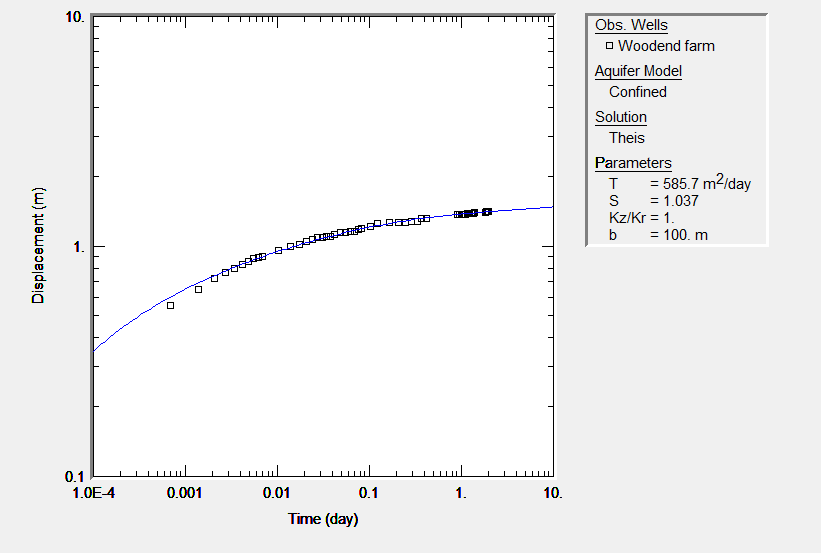 10.
1.
0.1
1.0E-4 0.001 0.01 0.1 1. 10.
Time (day)
Displacement (m)
Obs. Wells
Woodend farm
Aquifer Model
Confined
Solution
Theis
Parameters
T = 585.7 m2/day
S = 1.037
Kz/Kr = 1.
b = 100. m